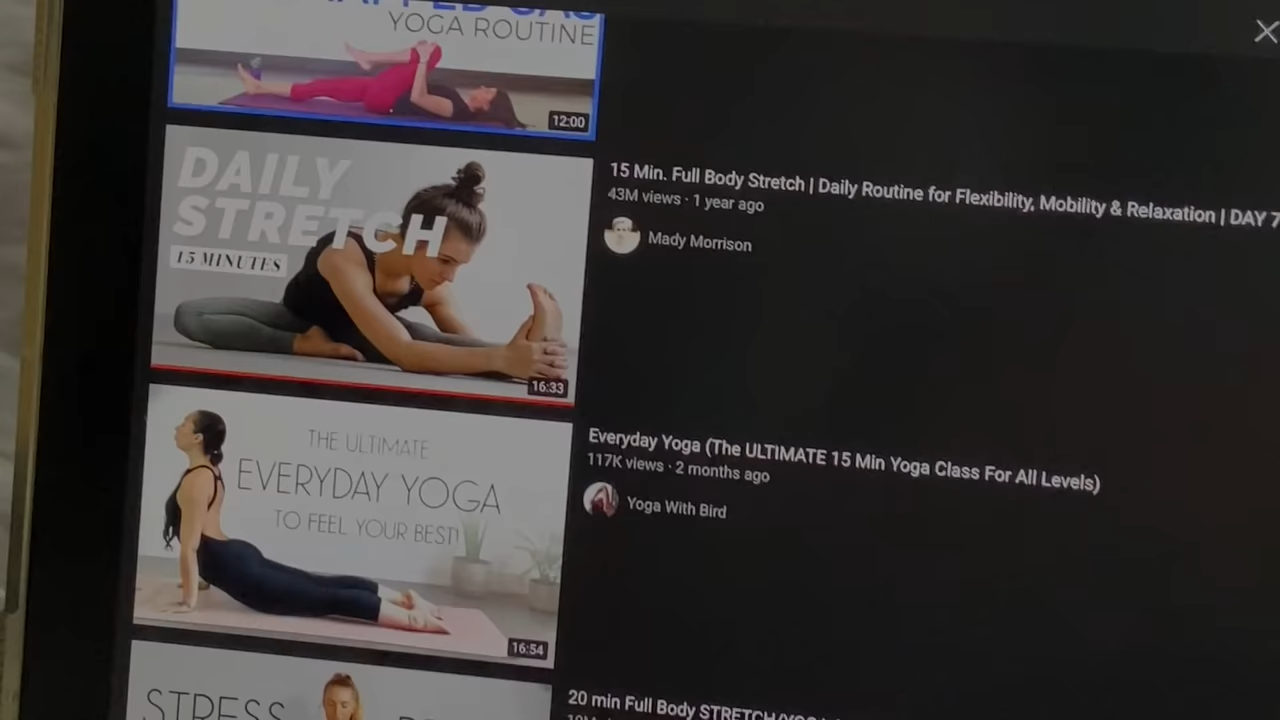 YOGA ROUTINE
12:00
DAILY
STRETCH
15 MINUTES
16:33
15 Min. Full Body Stretch | Daily Routine for Flexibility, Mobility & Relaxation | DAY 7
43M views · 1 year ago
Mady Morrison
THE ULTIMATE
EVERYDAY YOGA
TO FEEL YOUR BEST!
16:54
Everyday Yoga (The ULTIMATE 15 Min Yoga Class For All Levels)
117K views · 2 months ago
Yoga With Bird
STRESS
20 min Full Body STRETCH/YOGA